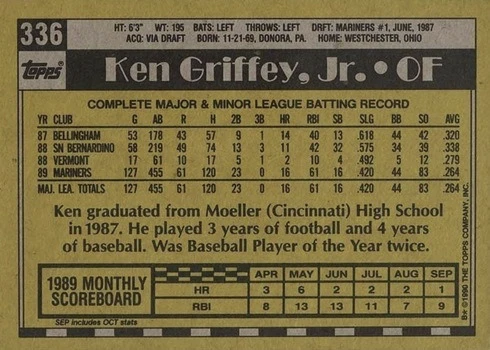 336
HT: 6'3" WT: 195 BATS: LEFT THROWS: LEFT DRFT: MARINERS #1, JUNE, 1987
ACQ: VIA DRAFT BORN: 11-21-69, DONORA, PA. HOME: WESTCHESTER, OHIO
topps® Ken Griffey, Jr. • OF
COMPLETE MAJOR & MINOR LEAGUE BATTING RECORD
YR CLUB G AB R H 2B 3B HR RBI SB SLG BB SO AVG
87 BELLINGHAM 53 178 43 57 9 1 14 40 13 .618 44 42 .320
88 SN BERNARDINO 58 219 49 74 13 3 11 42 32 .575 34 39 .338
88 VERMONT 17 61 10 17 5 1 2 10 4 .492 5 12 .279
89 MARINERS 127 455 61 120 23 0 16 61 16 .420 44 83 .264
MAJ. LEA. TOTALS 127 455 61 120 23 0 16 61 16 .420 44 83 .264
Ken graduated from Moeller (Cincinnati) High School
in 1987. He played 3 years of football and 4 years
of baseball. Was Baseball Player of the Year twice.
1989 MONTHLY
SCOREBOARD
APR MAY JUN JUL AUG SEP
HR 3 6 2 2 2 1
RBI 8 13 13 11 7 9
SEP includes OCT stats
B* ©1990 THE TOPPS COMPANY, INC.